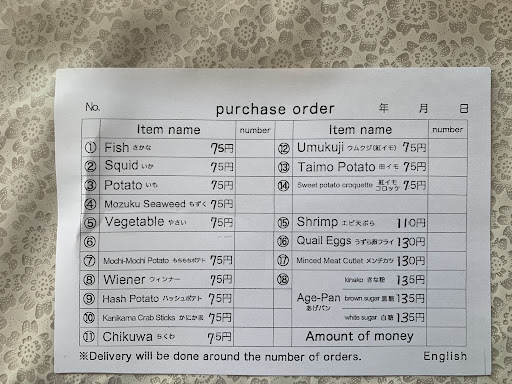 No. purchase order 年 月 日
Item name number Item name number
① Fish さかな 75円
② Squid いか 75円
③ Potato いも 75円
④ Mozuku Seaweed もずく 75円
⑤ Vegetable やさい 75円
⑥
⑦ Mochi-Mochi Potato もちもちポテト 75円
⑧ Wiener ウィンナー 75円
⑨ Hash Potato ハッシュポテト 75円
⑩ Kanikama Crab Sticks かにかま 75円
⑪ Chikuwa ちくわ 75円
⑫ Umukuji ウムクジ(紅イモ) 75円
⑬ Taimo Potato 田イモ 75円
⑭ Sweet potato croquette 紅イモコロッケ 75円
⑮ Shrimp エビ天ぷら 110円
⑯ Quail Eggs うずら卵フライ 130円
⑰ Minced Meat Cutlet メンチカツ 130円
⑱ Age-Pan あげパン
kinako きな粉 135円
brown sugar 黒糖 135円
white sugar 白糖 135円
Amount of money
※Delivery will be done around the number of orders. English